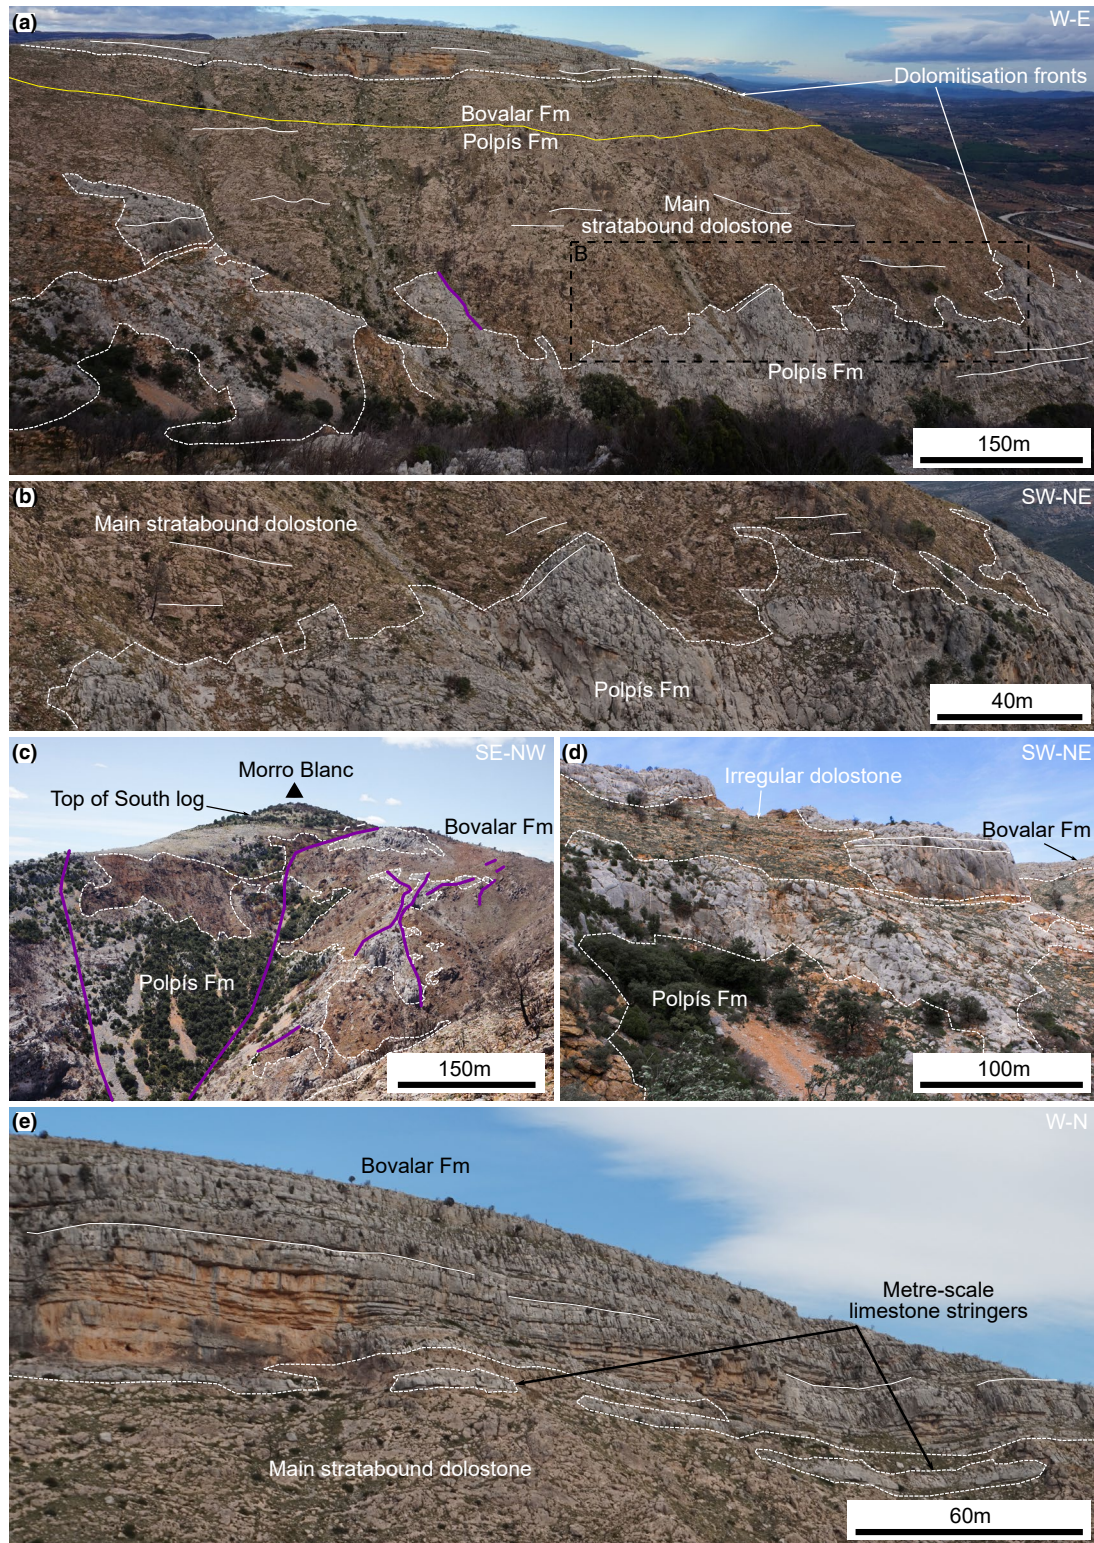 (a)
W-E
Dolomitisation fronts
Bovalar Fm
Polpís Fm
Main
stratabound dolostone
B
Polpís Fm
150m
(b)
SW-NE
Main stratabound dolostone
Polpís Fm
40m
(c)
SE-NW
Morro Blanc
Top of South log
Bovalar Fm
Polpís Fm
150m
(d)
SW-NE
Irregular dolostone
Bovalar Fm
Polpís Fm
100m
(e)
W-N
Bovalar Fm
Metre-scale
limestone stringers
Main stratabound dolostone
60m